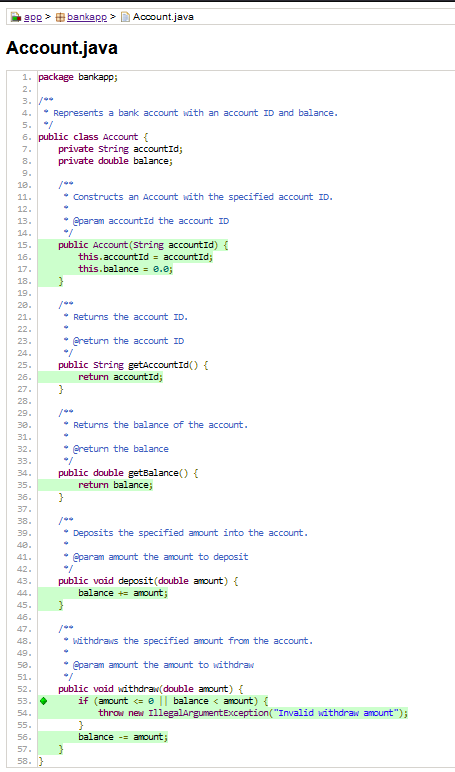 app > bankapp > Account.java
Account.java
1. package bankapp;
2.
3. /**
4. * Represents a bank account with an account ID and balance.
5. */
6. public class Account {
7. private String accountId;
8. private double balance;
9.
10. /**
11. * Constructs an Account with the specified account ID.
12. *
13. * @param accountId the account ID
14. */
15. public Account(String accountId) {
16. this.accountId = accountId;
17. this.balance = 0.0;
18. }
19.
20. /**
21. * Returns the account ID.
22. *
23. * @return the account ID
24. */
25. public String getAccountId() {
26. return accountId;
27. }
28.
29. /**
30. * Returns the balance of the account.
31. *
32. * @return the balance
33. */
34. public double getBalance() {
35. return balance;
36. }
37.
38. /**
39. * Deposits the specified amount into the account.
40. *
41. * @param amount the amount to deposit
42. */
43. public void deposit(double amount) {
44. balance += amount;
45. }
46.
47. /**
48. * Withdraws the specified amount from the account.
49. *
50. * @param amount the amount to withdraw
51. */
52. public void withdraw(double amount) {
53. if (amount <= 0 || balance < amount) {
54. throw new IllegalArgumentException("Invalid withdraw amount");
55. }
56. balance -= amount;
57. }
58. }